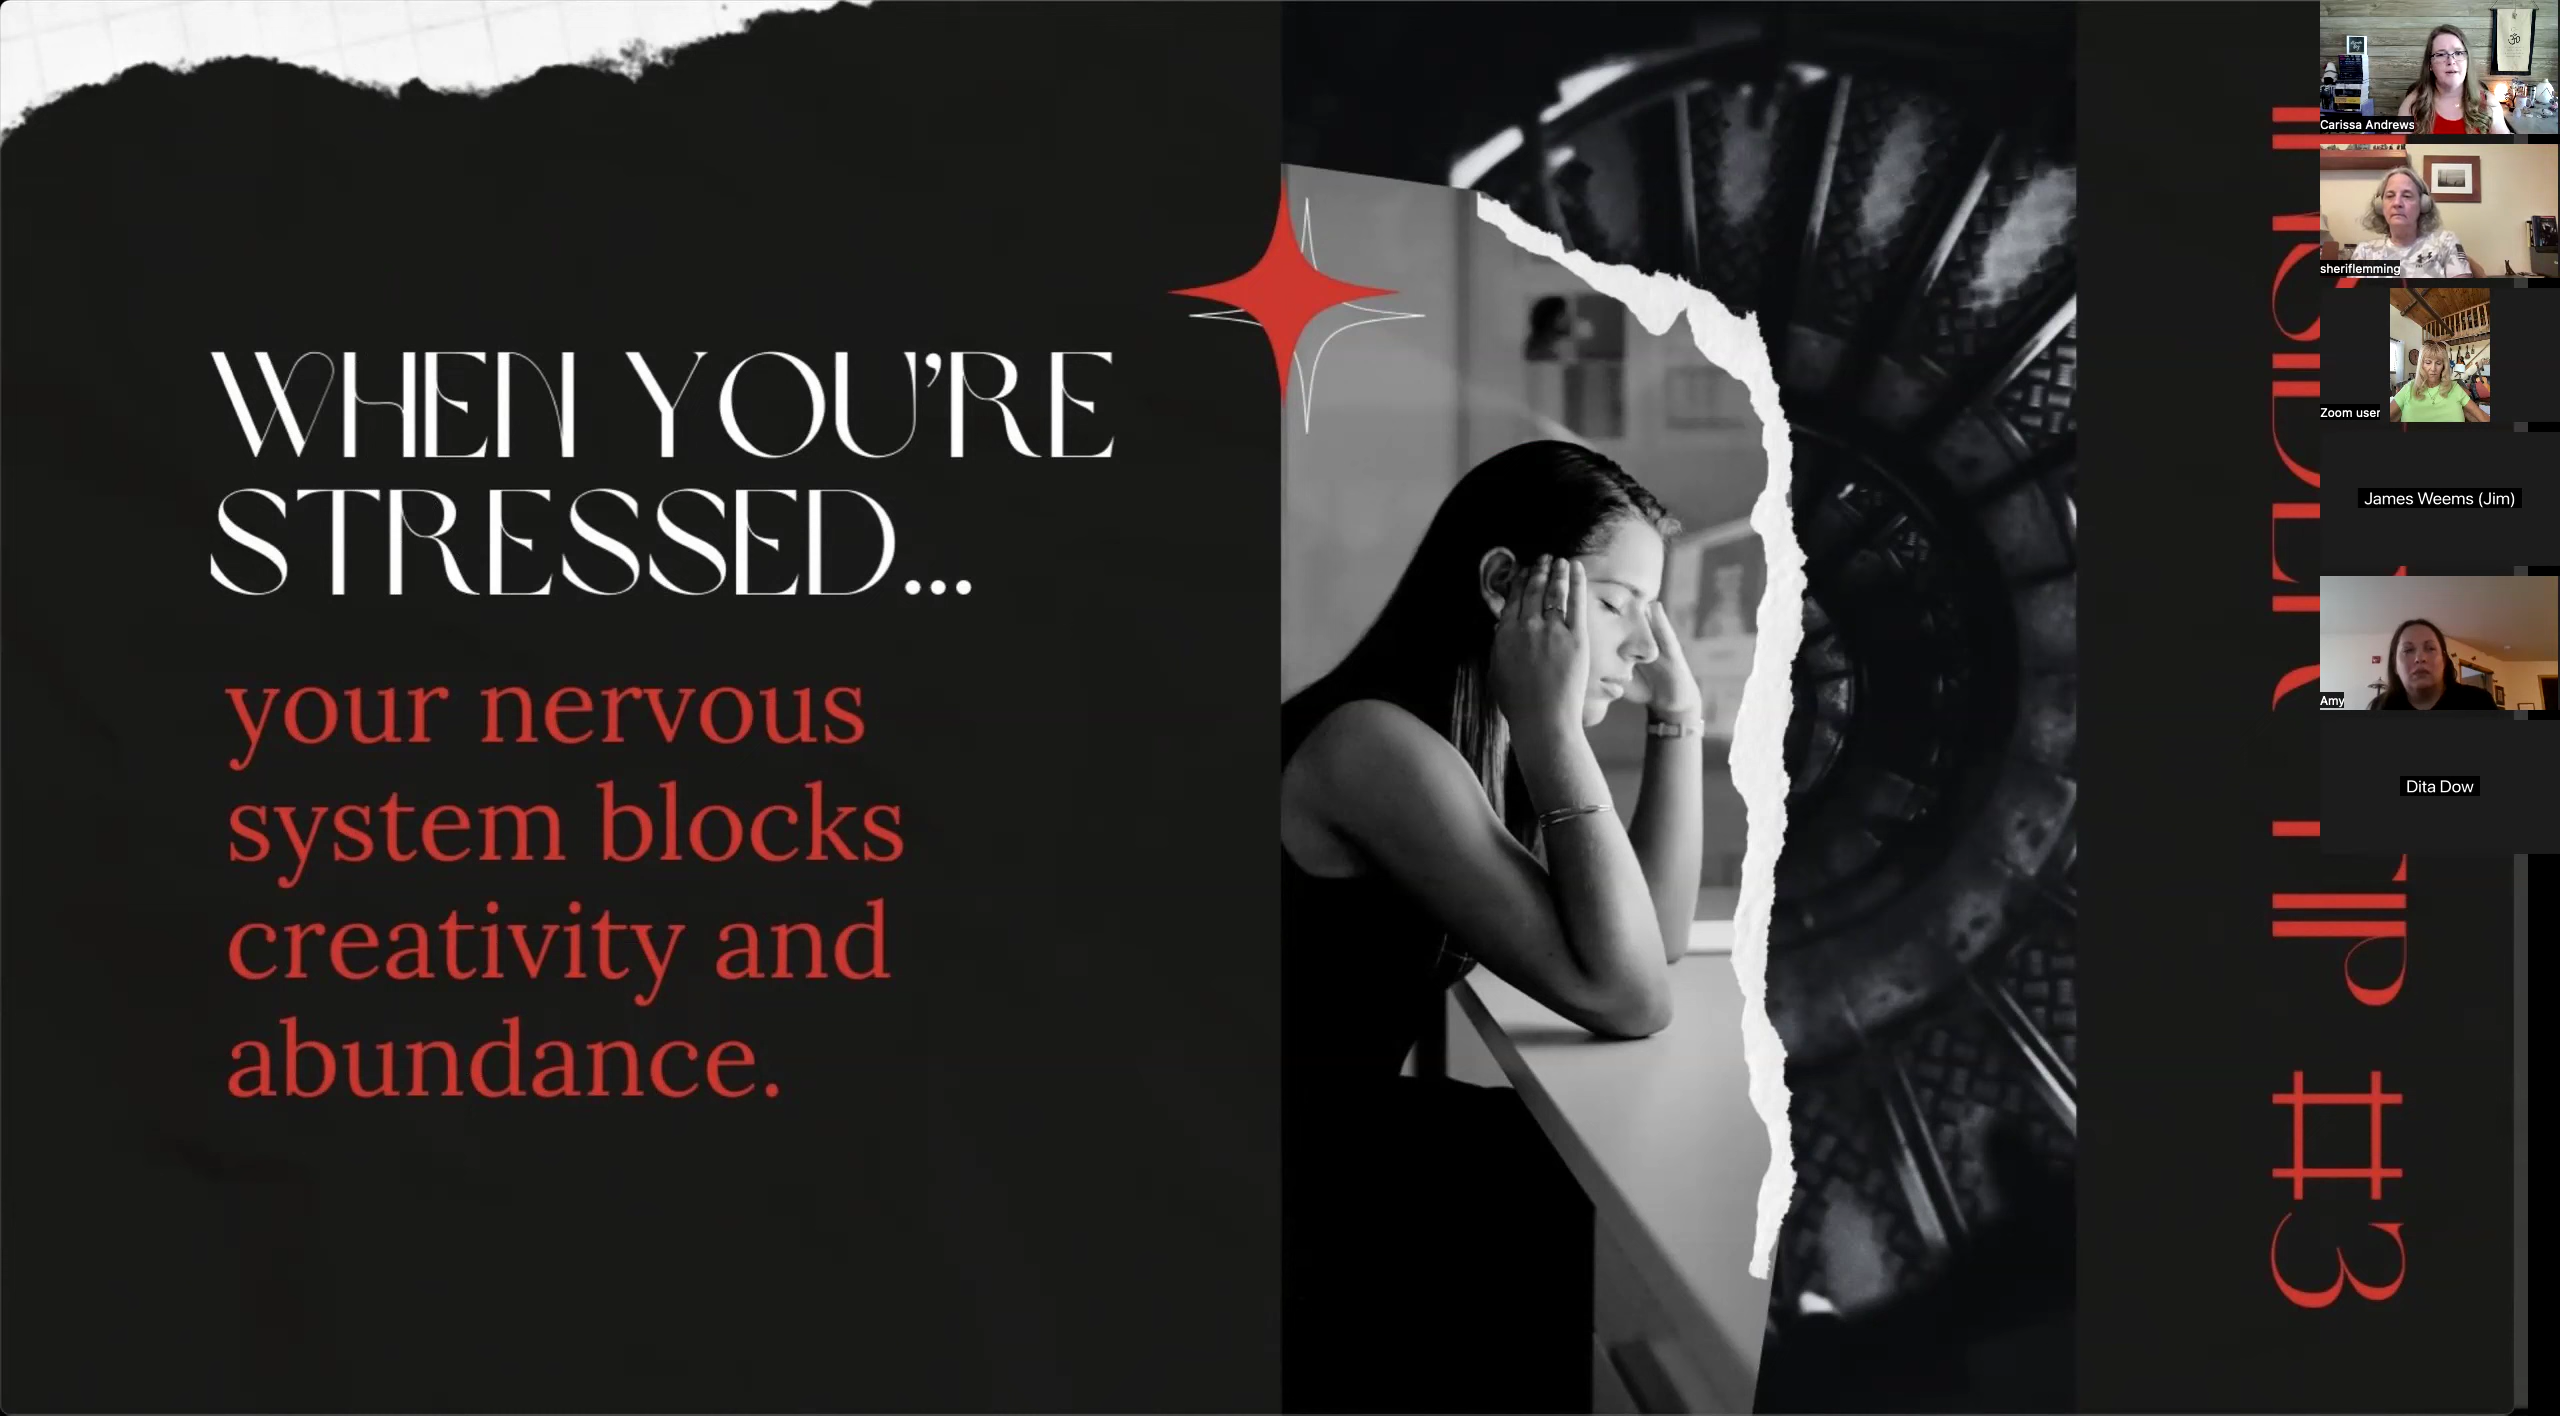 WHEN YOU'RE
STRESSED...
your nervous
system blocks
creativity and
abundance.
TIP #3
Carissa Andrews
sheriflemming
Zoom user
James Weems (Jim)
Amy
Dita Dow